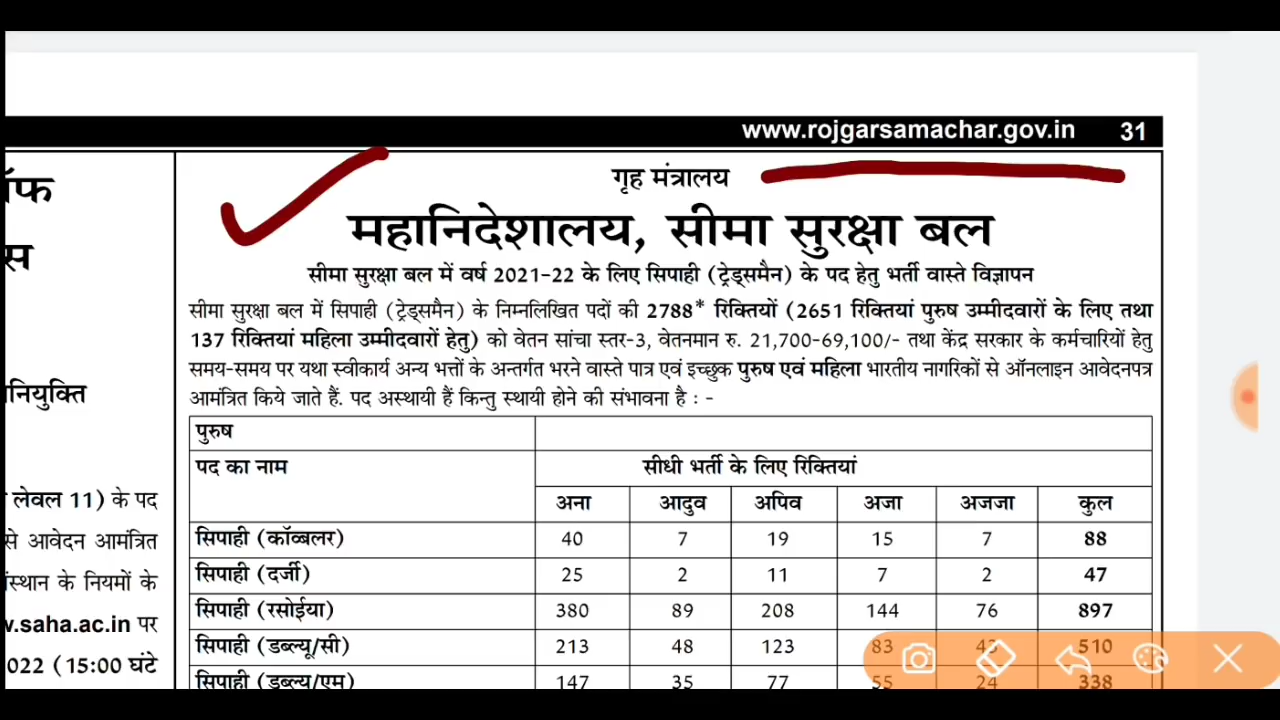 www.rojgarsamachar.gov.in 31
ॉफ
स
नियुक्ति
लेवल 11) के पद
से आवेदन आमंत्रित
ंस्थान के नियमों के
v.saha.ac.in पर
022 (15:00 घंटे
गृह मंत्रालय
महानिदेशालय, सीमा सुरक्षा बल
सीमा सुरक्षा बल में वर्ष 2021-22 के लिए सिपाही (ट्रेड्समैन) के पद हेतु भर्ती वास्ते विज्ञापन
सीमा सुरक्षा बल में सिपाही (ट्रेड्समैन) के निम्नलिखित पदों की 2788* रिक्तियों (2651 रिक्तियां पुरुष उम्मीदवारों के लिए तथा
137 रिक्तियां महिला उम्मीदवारों हेतु) को वेतन सांचा स्तर-3, वेतनमान रु. 21,700-69,100/- तथा केंद्र सरकार के कर्मचारियों हेतु
समय-समय पर यथा स्वीकार्य अन्य भत्तों के अन्तर्गत भरने वास्ते पात्र एवं इच्छुक पुरुष एवं महिला भारतीय नागरिकों से ऑनलाइन आवेदनपत्र
आमंत्रित किये जाते हैं. पद अस्थायी हैं किन्तु स्थायी होने की संभावना है : -
पुरुष
पद का नाम सीधी भर्ती के लिए रिक्तियां
अना आदुव अपिव अजा अजजा कुल
सिपाही (कॉब्बलर) 40 7 19 15 7 88
सिपाही (दर्जी) 25 2 11 7 2 47
सिपाही (रसोईया) 380 89 208 144 76 897
सिपाही (डब्ल्यू/सी) 213 48 123 83 43 510
सिपाही (डब्ल्य/एम) 147 35 77 55 24 338